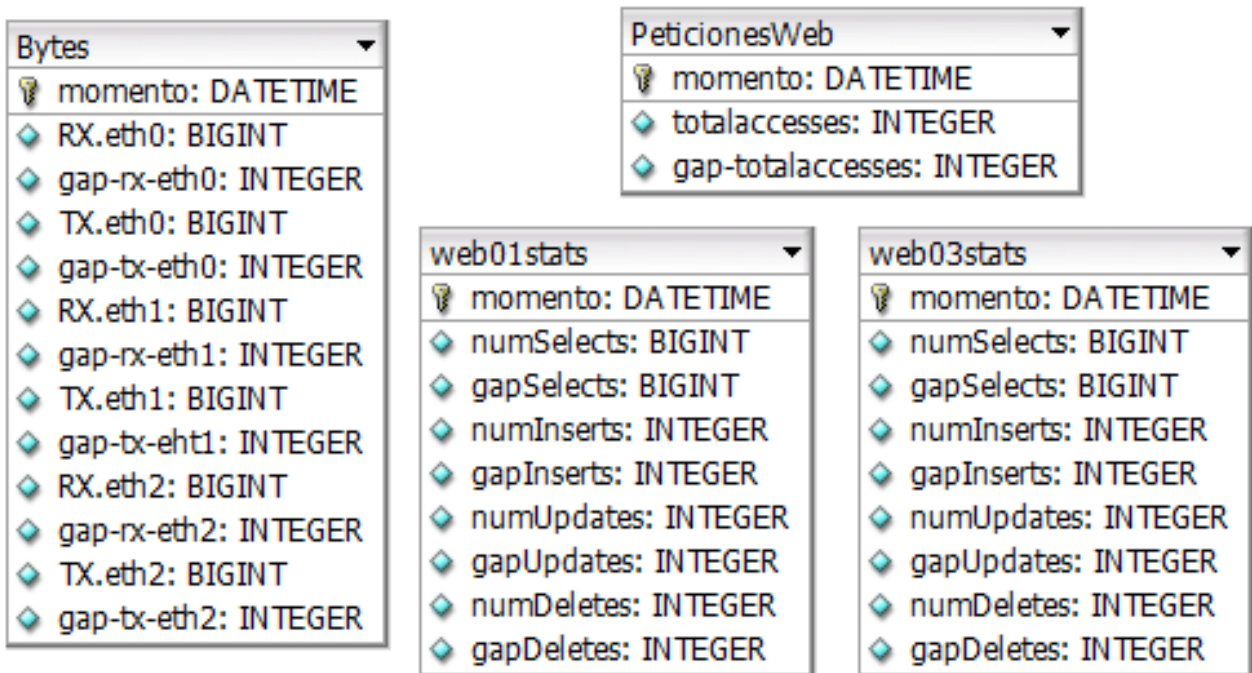 Bytes
momento: DATETIME
RX.eth0: BIGINT
gap-rx-eth0: INTEGER
TX.eth0: BIGINT
gap-tx-eth0: INTEGER
RX.eth1: BIGINT
gap-rx-eth1: INTEGER
TX.eth1: BIGINT
gap-tx-eht1: INTEGER
RX.eth2: BIGINT
gap-rx-eth2: INTEGER
TX.eth2: BIGINT
gap-tx-eth2: INTEGER
PeticionesWeb
momento: DATETIME
totalaccesses: INTEGER
gap-totalaccesses: INTEGER
web01stats
momento: DATETIME
numSelects: BIGINT
gapSelects: BIGINT
numInserts: INTEGER
gapInserts: INTEGER
numUpdates: INTEGER
gapUpdates: INTEGER
numDeletes: INTEGER
gapDeletes: INTEGER
web03stats
momento: DATETIME
numSelects: BIGINT
gapSelects: BIGINT
numInserts: INTEGER
gapInserts: INTEGER
numUpdates: INTEGER
gapUpdates: INTEGER
numDeletes: INTEGER
gapDeletes: INTEGER